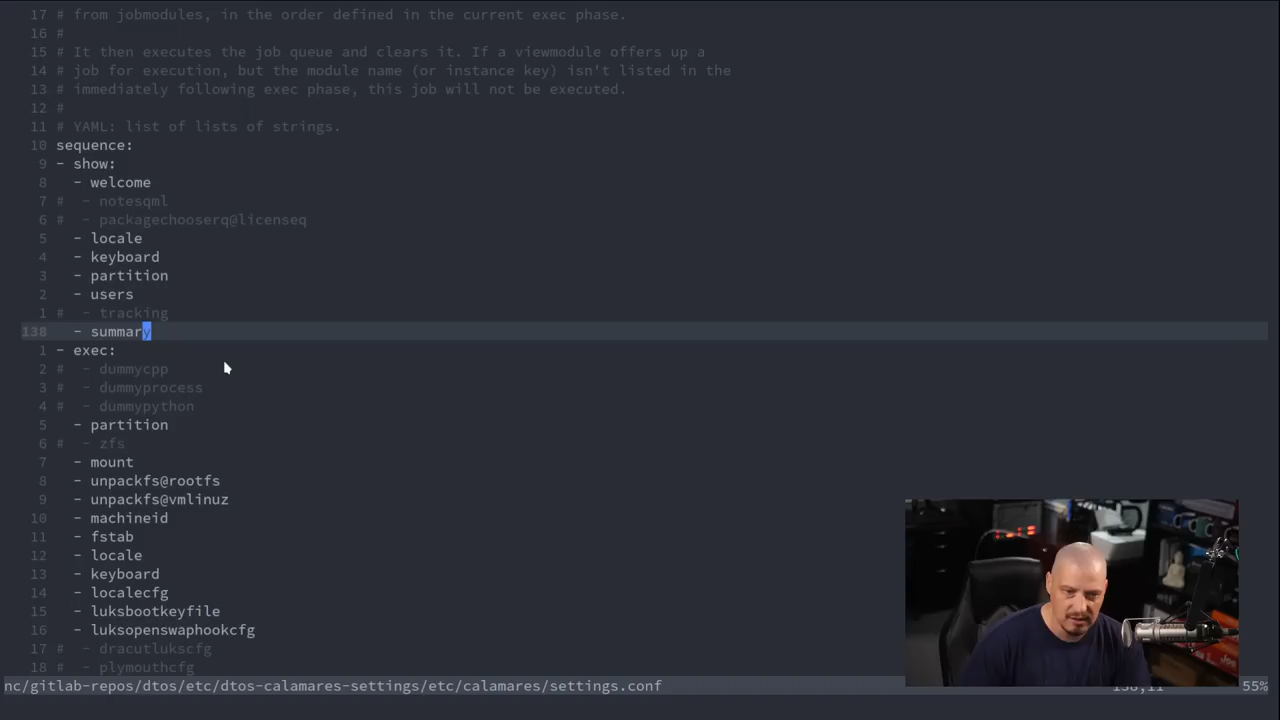 17 # from jobmodules, in the order defined in the current exec phase.
16 #
15 # It then executes the job queue and clears it. If a viewmodule offers up a
14 # job for execution, but the module name (or instance key) isn't listed in the
13 # immediately following exec phase, this job will not be executed.
12 #
11 # YAML: list of lists of strings.
10 sequence:
9 - show:
8 - welcome
7 # - notesqml
6 # - packagechooserq@licenseq
5 - locale
4 - keyboard
3 - partition
2 - users
1 # - tracking
138 - summary
1 - exec:
2 # - dummycpp
3 # - dummyprocess
4 # - dummypython
5 - partition
6 # - zfs
7 - mount
8 - unpackfs@rootfs
9 - unpackfs@vmlinuz
10 - machineid
11 - fstab
12 - locale
13 - keyboard
14 - localecfg
15 - luksbootkeyfile
16 - luksopenswaphookcfg
17 # - dracutlukscfg
18 # - plymouthcfg
nc/gitlab-repos/dtos/etc/dtos-calamares-settings/etc/calamares/settings.conf 138,11 55%